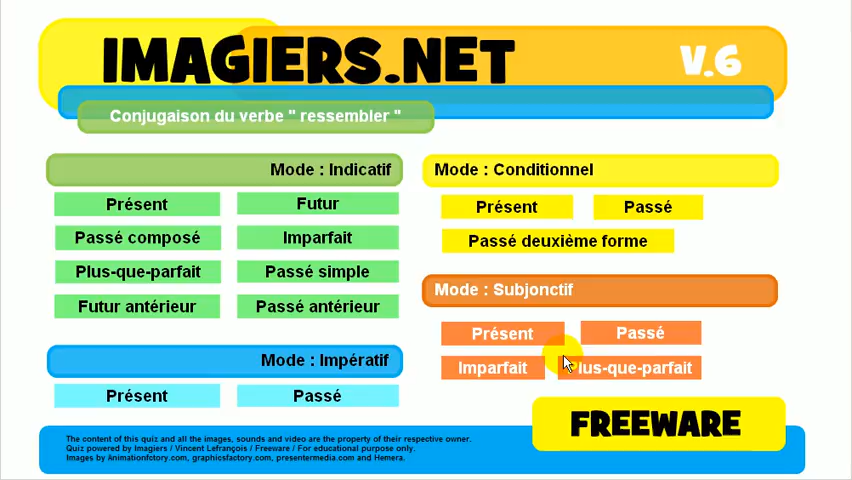 IMAGIERS.NET
V.6
Conjugaison du verbe " ressembler "
Mode : Indicatif
Présent
Futur
Passé composé
Imparfait
Plus-que-parfait
Passé simple
Futur antérieur
Passé antérieur
Mode : Impératif
Présent
Passé
Mode : Conditionnel
Présent
Passé
Passé deuxième forme
Mode : Subjonctif
Présent
Passé
Imparfait
Plus-que-parfait
FREEWARE
The content of this quiz and all the images, sounds and video are the property of their respective owner.
Quiz powered by Imagiers / Vincent Lefrançois / Freeware / For educational purpose only.
Images by Animationfctory.com, graphicsfactory.com, presentermedia.com and Hemera.